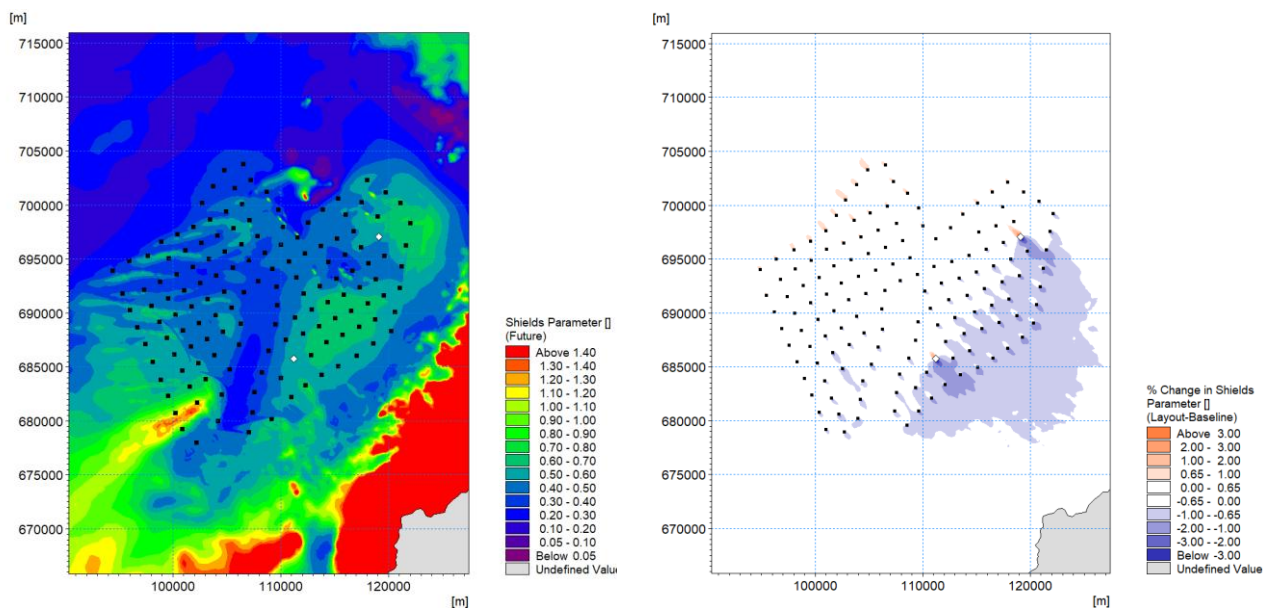 [m]
715000
710000
705000
700000
695000
690000
685000
680000
675000
670000
100000
110000
120000
[m]
Shields Parameter []
(Future)
Above 1.40
1.30 - 1.40
1.20 - 1.30
1.10 - 1.20
1.00 - 1.10
0.90 - 1.00
0.80 - 0.90
0.70 - 0.80
0.60 - 0.70
0.50 - 0.60
0.40 - 0.50
0.30 - 0.40
0.20 - 0.30
0.10 - 0.20
0.05 - 0.10
Below 0.05
Undefined Valu
[m]
715000
710000
705000
700000
695000
690000
685000
680000
675000
670000
100000
110000
120000
[m]
% Change in Shields
Parameter []
(Layout-Baseline)
Above 3.00
2.00 - 3.00
1.00 - 2.00
0.65 - 1.00
0.00 - 0.65
-0.65 - 0.00
-1.00 - -0.65
-2.00 - -1.00
-3.00 - -2.00
Below -3.00
Undefined Value